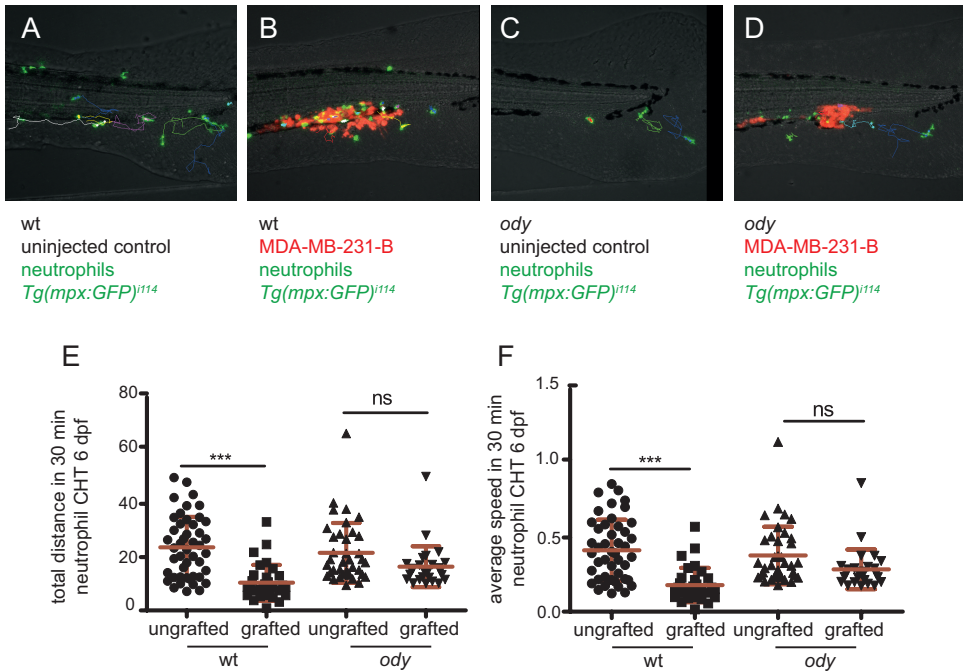 A
B
C
D
wt
uninjected control
neutrophils
Tg(mpx:GFP)i114
wt
MDA-MB-231-B
neutrophils
Tg(mpx:GFP)i114
ody
uninjected control
neutrophils
Tg(mpx:GFP)i114
ody
MDA-MB-231-B
neutrophils
Tg(mpx:GFP)i114
E
total distance in 30 min
neutrophil CHT 6 dpf
80
60
40
20
0
***
ns
ungrafted grafted ungrafted grafted
wt ody
F
average speed in 30 min
neutrophil CHT 6 dpf
1.5
1.0
0.5
0.0
***
ns
ungrafted grafted ungrafted grafted
wt ody